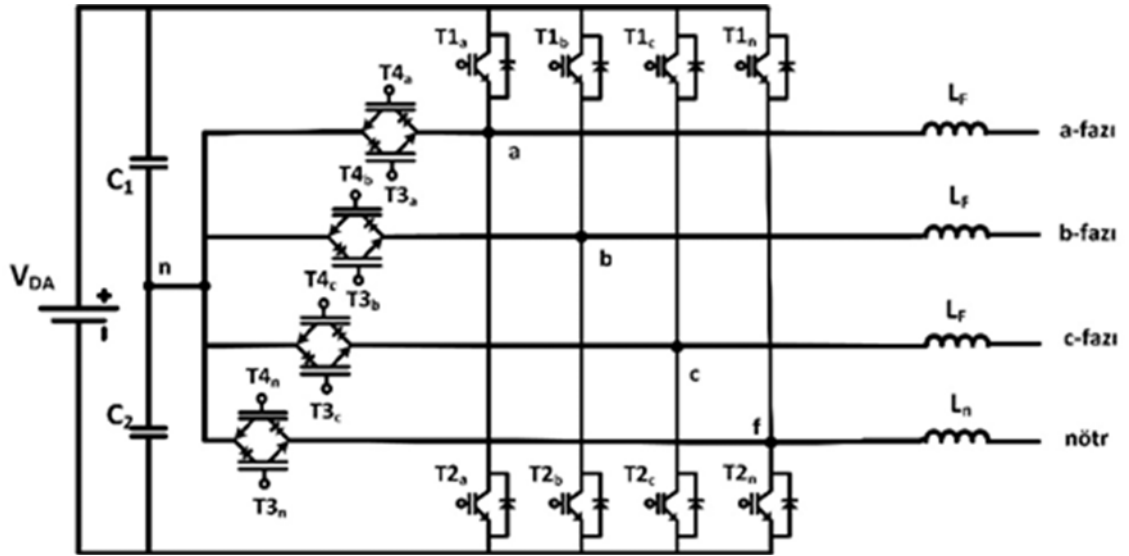 T1a T1b T1c T1n
T4a
LF
a-fazı
a
C1
T4b
T3a
LF
b-fazı
b
n
T4c
T3b
VDA
+
-
LF
c-fazı
c
T4n
T3c
C2
Ln
f
nötr
T3n
T2a T2b T2c T2n